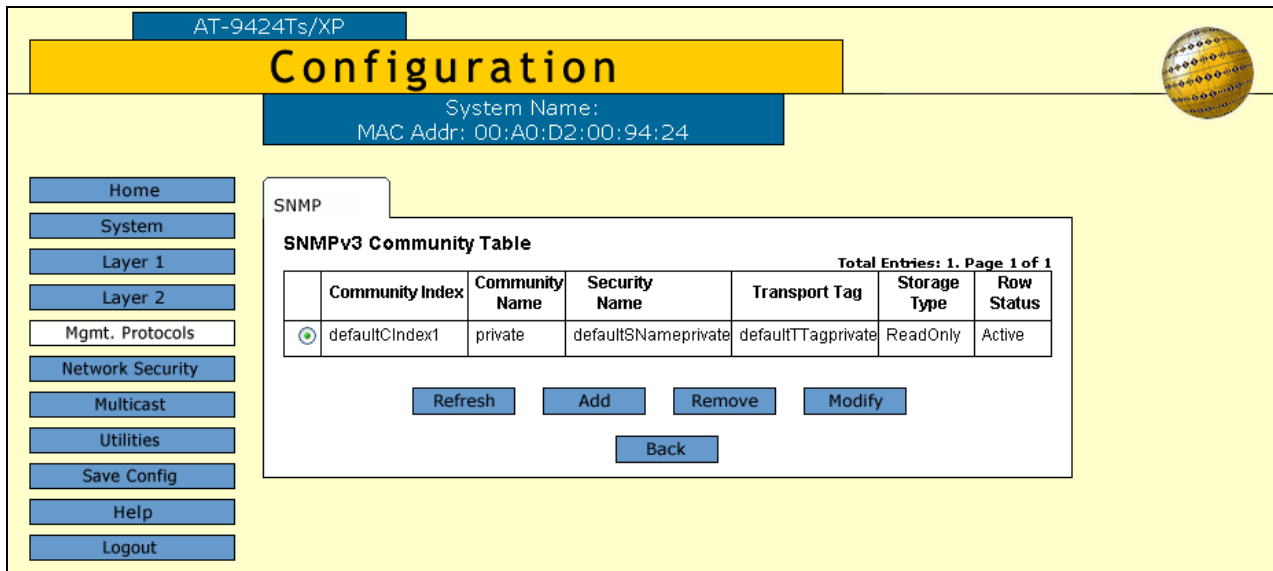 AT-9424Ts/XP
Configuration
System Name:
MAC Addr: 00:A0:D2:00:94:24
Home
System
Layer 1
Layer 2
Mgmt. Protocols
Network Security
Multicast
Utilities
Save Config
Help
Logout
SNMP
SNMPv3 Community Table
Total Entries: 1. Page 1 of 1
Community Index Community Name Security Name Transport Tag Storage Type Row Status
defaultCIndex1 private defaultSNameprivate defaultTTagprivate ReadOnly Active
Refresh Add Remove Modify
Back